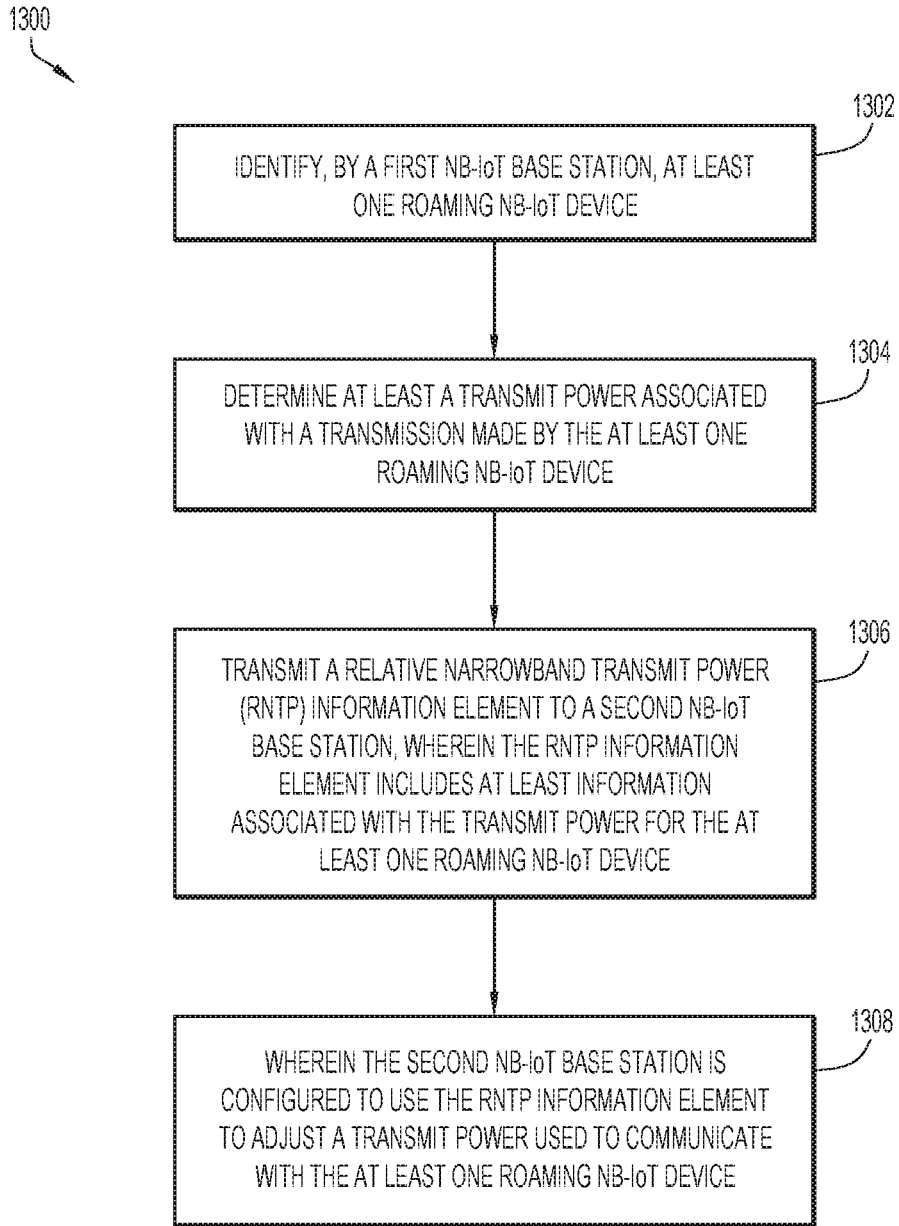 1300
1302
IDENTIFY, BY A FIRST NB-IoT BASE STATION, AT LEAST
ONE ROAMING NB-IoT DEVICE
1304
DETERMINE AT LEAST A TRANSMIT POWER ASSOCIATED
WITH A TRANSMISSION MADE BY THE AT LEAST ONE
ROAMING NB-IoT DEVICE
1306
TRANSMIT A RELATIVE NARROWBAND TRANSMIT POWER
(RNTP) INFORMATION ELEMENT TO A SECOND NB-IoT
BASE STATION, WHEREIN THE RNTP INFORMATION
ELEMENT INCLUDES AT LEAST INFORMATION
ASSOCIATED WITH THE TRANSMIT POWER FOR THE AT
LEAST ONE ROAMING NB-IoT DEVICE
1308
WHEREIN THE SECOND NB-IoT BASE STATION IS
CONFIGURED TO USE THE RNTP INFORMATION ELEMENT
TO ADJUST A TRANSMIT POWER USED TO COMMUNICATE
WITH THE AT LEAST ONE ROAMING NB-IoT DEVICE